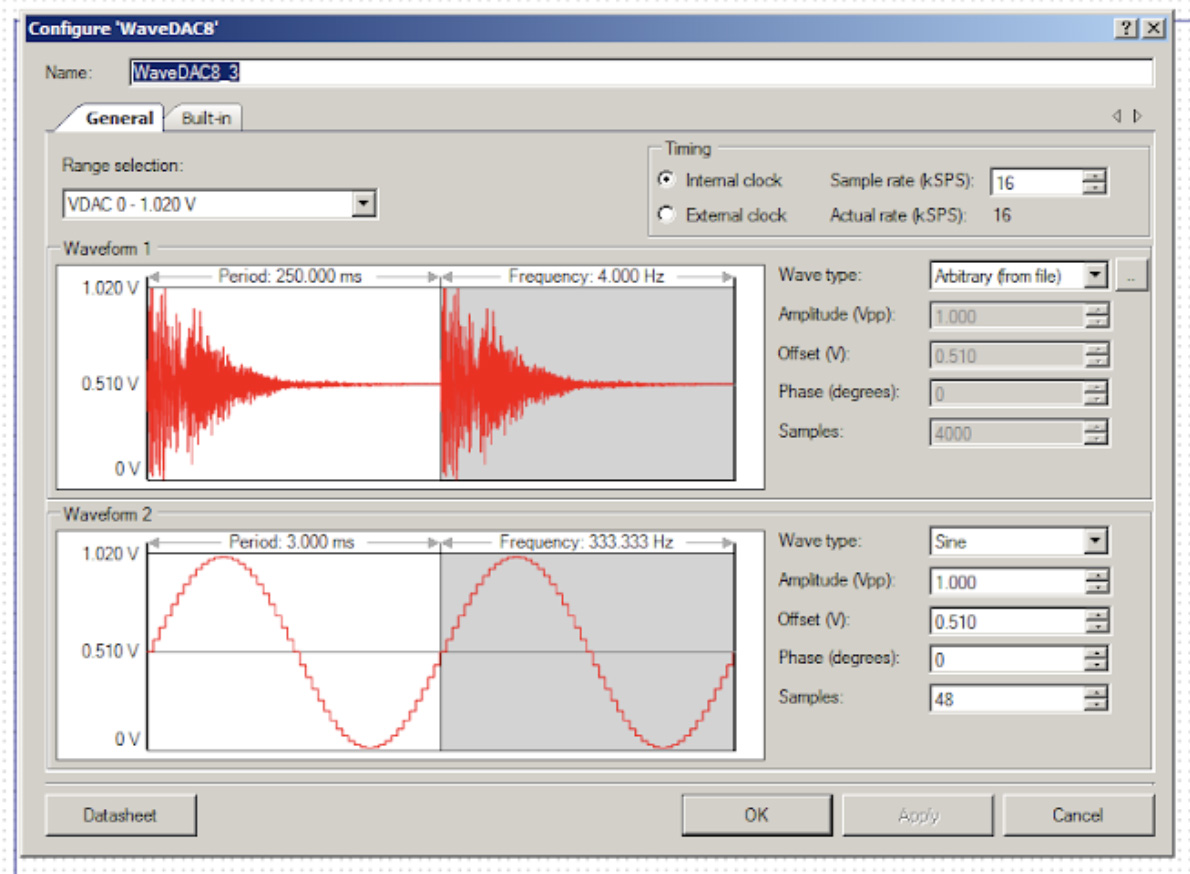 Configure 'WaveDAC8'
Name: WaveDAC8_3
General Built-in
Range selection:
VDAC 0 - 1.020 V
Timing
Internal clock Sample rate (kSPS): 16
External clock Actual rate (kSPS): 16
Waveform 1
Period: 250.000 ms Frequency: 4.000 Hz
1.020 V
0.510 V
0 V
Wave type: Arbitrary (from file) ..
Amplitude (Vpp): 1.000
Offset (V): 0.510
Phase (degrees): 0
Samples: 4000
Waveform 2
Period: 3.000 ms Frequency: 333.333 Hz
1.020 V
0.510 V
0 V
Wave type: Sine
Amplitude (Vpp): 1.000
Offset (V): 0.510
Phase (degrees): 0
Samples: 48
Datasheet OK Apply Cancel